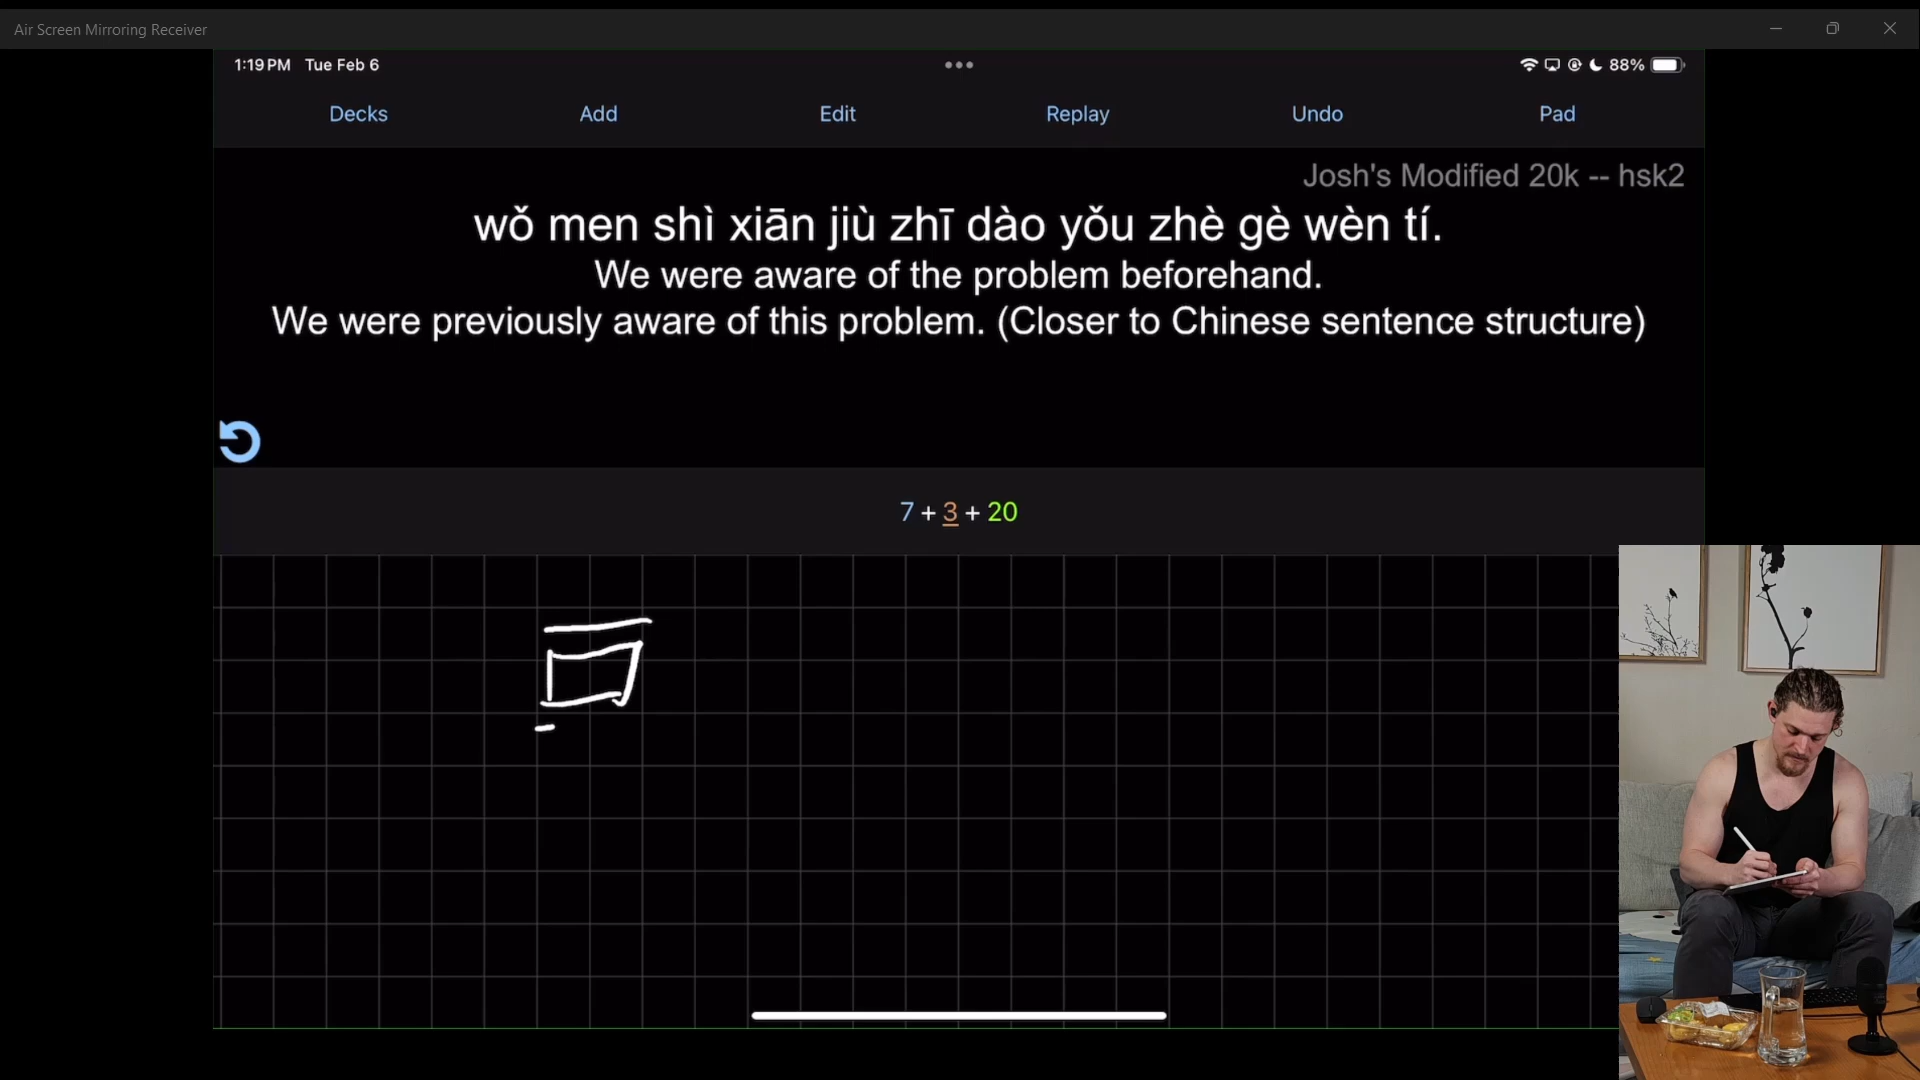 Air Screen Mirroring Receiver
1:19 PM Tue Feb 6
88%
Decks Add Edit Replay Undo Pad
Josh's Modified 20k -- hsk2
wǒ men shì xiān jiù zhī dào yǒu zhè gè wèn tí.
We were aware of the problem beforehand.
We were previously aware of this problem. (Closer to Chinese sentence structure)
7 + 3 + 20